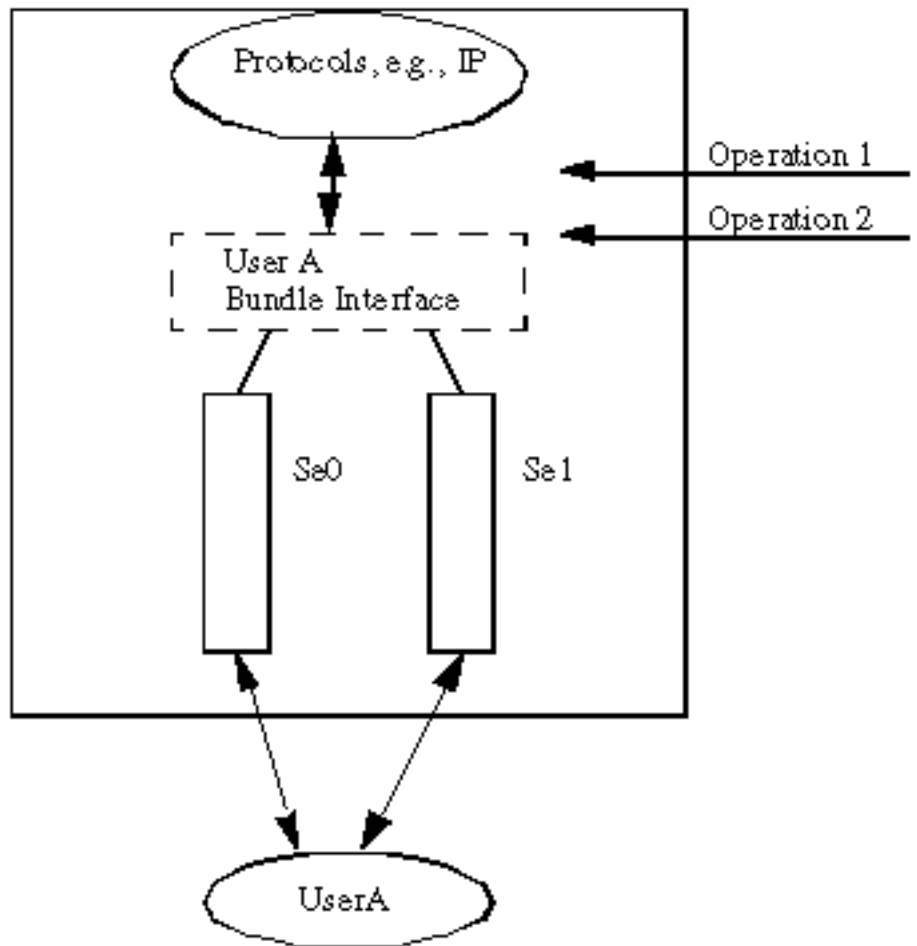 Protocols, e.g., IP
Operation 1
Operation 2
User A
Bundle Interface
Se0
Se1
UserA